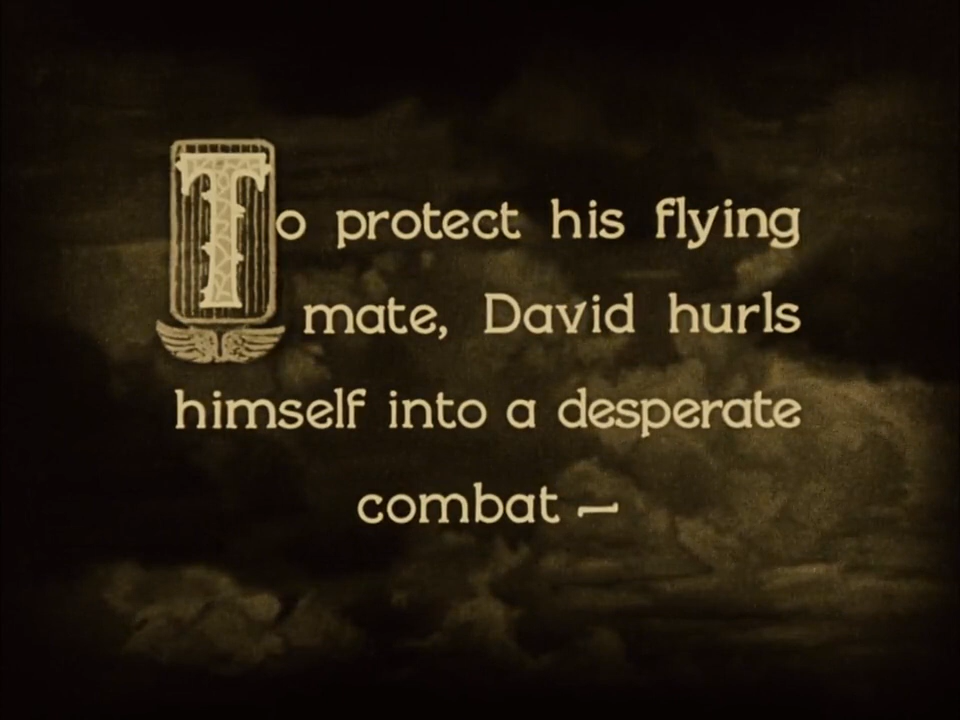 To protect his flying
mate, David hurls
himself into a desperate
combat —